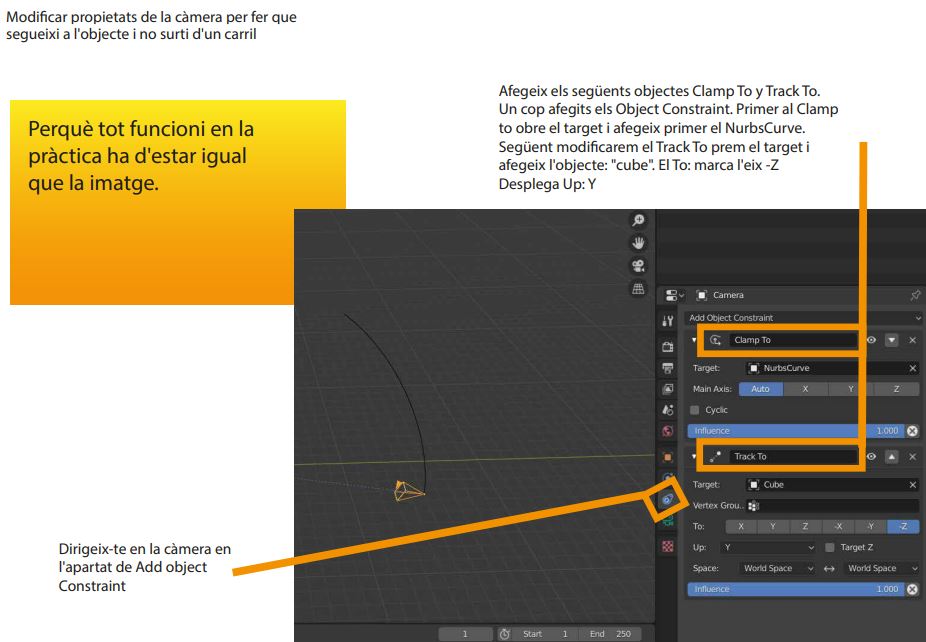 Modificar propietats de la càmera per fer que
segueixi a l'objecte i no surti d'un carril
Perquè tot funcioni en la
pràctica ha d'estar igual
que la imatge.
Afegeix els següents objectes Clamp To y Track To.
Un cop afegits els Object Constraint. Primer al Clamp
to obre el target i afegeix primer el NurbsCurve.
Següent modificarem el Track To prem el target i
afegeix l'objecte: "cube". El To: marca l'eix -Z
Desplega Up: Y
Camera
Add Object Constraint
Clamp To
Target: NurbsCurve
Main Axis: Auto X Y Z
Cyclic
Influence 1.000
Track To
Target: Cube
Vertex Grou..
To: X Y Z -X -Y -Z
Up: Y Target Z
Space: World Space World Space
Influence 1.000
Dirigeix-te en la càmera en
l'apartat de Add object
Constraint
1 Start 1 End 250